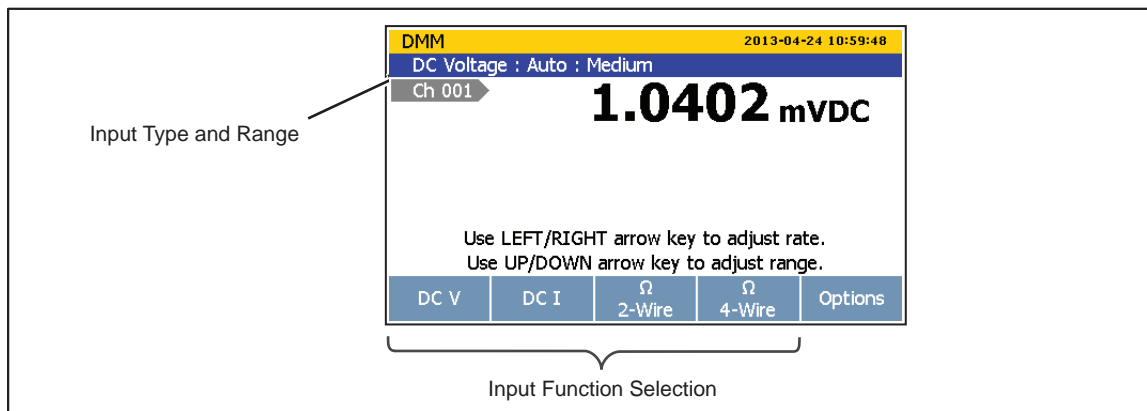 DMM 2013-04-24 10:59:48
DC Voltage : Auto : Medium
Ch 001
1.0402 mVDC
Input Type and Range
Use LEFT/RIGHT arrow key to adjust rate.
Use UP/DOWN arrow key to adjust range.
DC V DC I Ω 2-Wire Ω 4-Wire Options
Input Function Selection